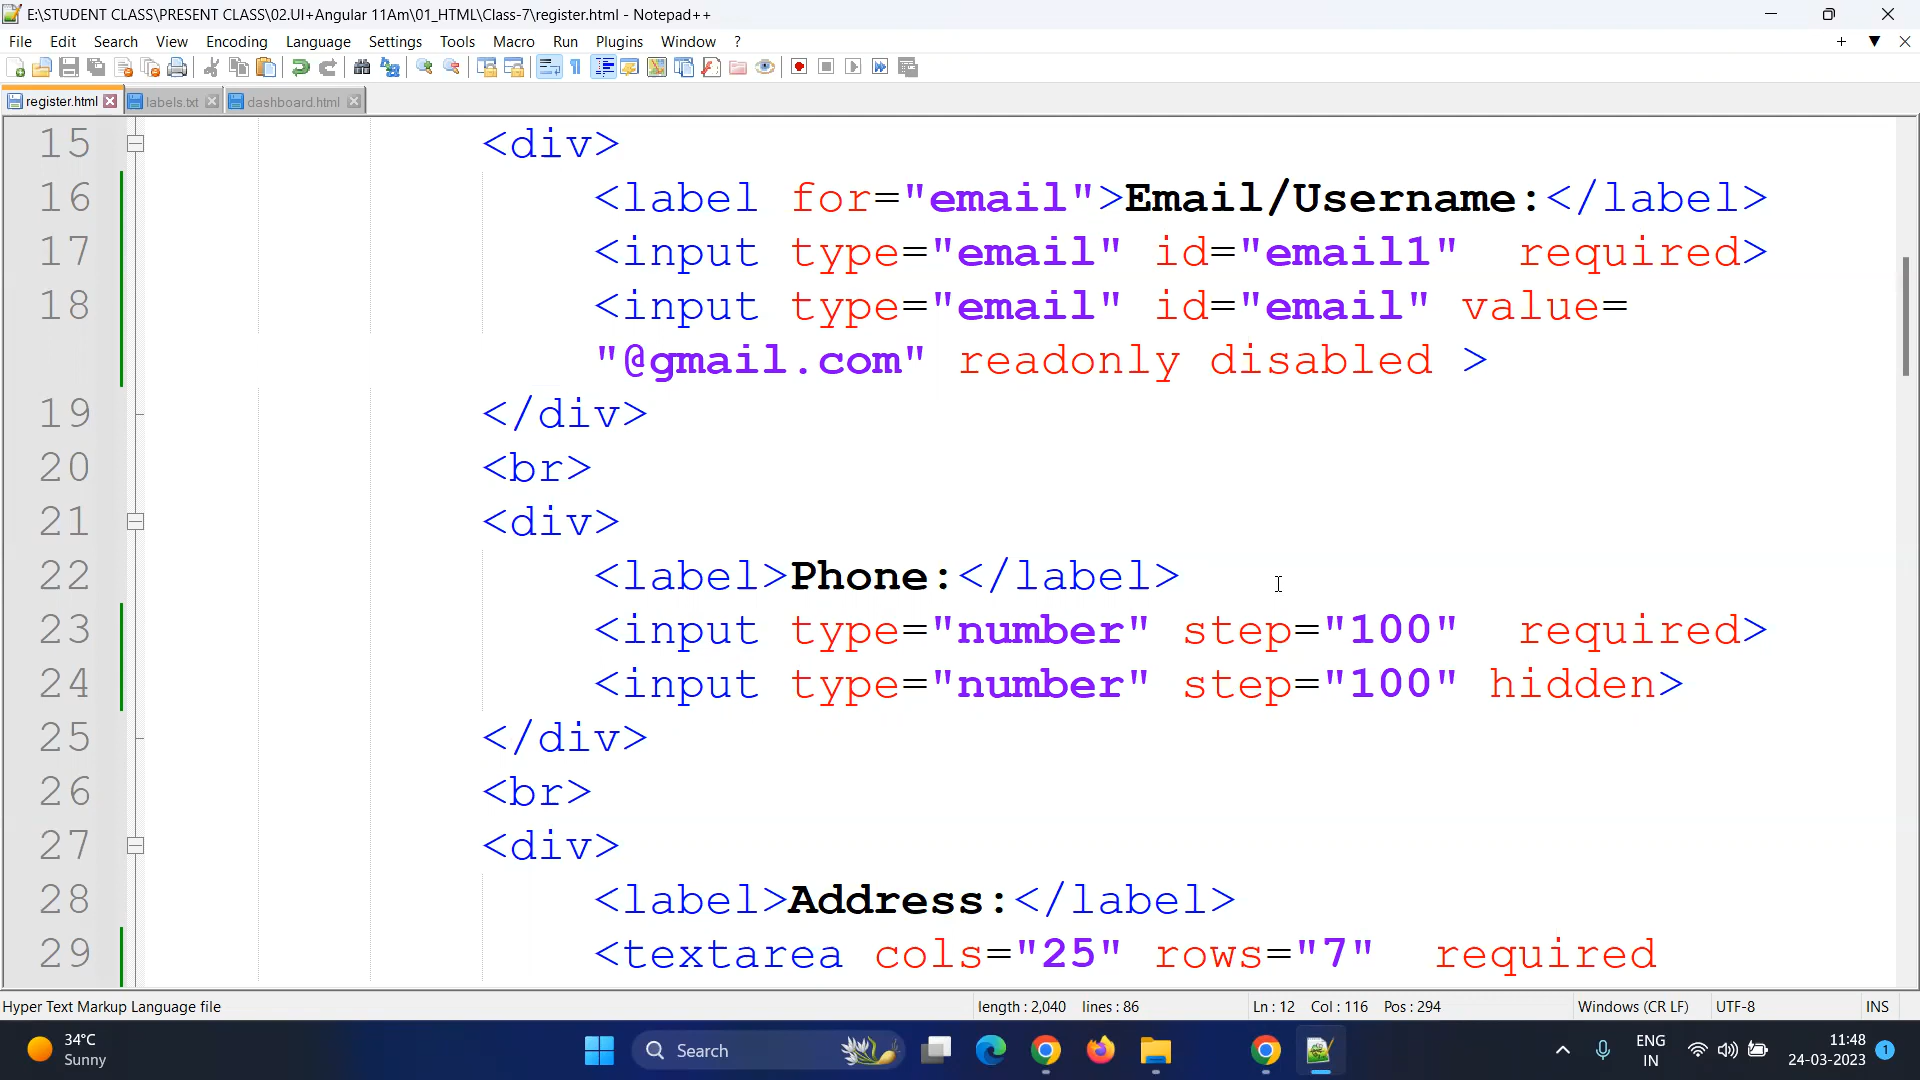 E:\STUDENT CLASS\PRESENT CLASS\02.UI+Angular 11Am\01_HTML\Class-7\register.html - Notepad++
File Edit Search View Encoding Language Settings Tools Macro Run Plugins Window ?
register.html labels.txt dashboard.html
15 <div>
16 <label for="email">Email/Username:</label>
17 <input type="email" id="email1"  required>
18 <input type="email" id="email" value=
"@gmail.com" readonly disabled >
19 </div>
20 <br>
21 <div>
22 <label>Phone:</label>
23 <input type="number" step="100"  required>
24 <input type="number" step="100" hidden>
25 </div>
26 <br>
27 <div>
28 <label>Address:</label>
29 <textarea cols="25" rows="7"  required
Hyper Text Markup Language file length : 2,040 lines : 86 Ln : 12 Col : 116 Pos : 294 Windows (CR LF) UTF-8 INS
34°C
Sunny
Search
ENG
IN
11:48
24-03-2023
1